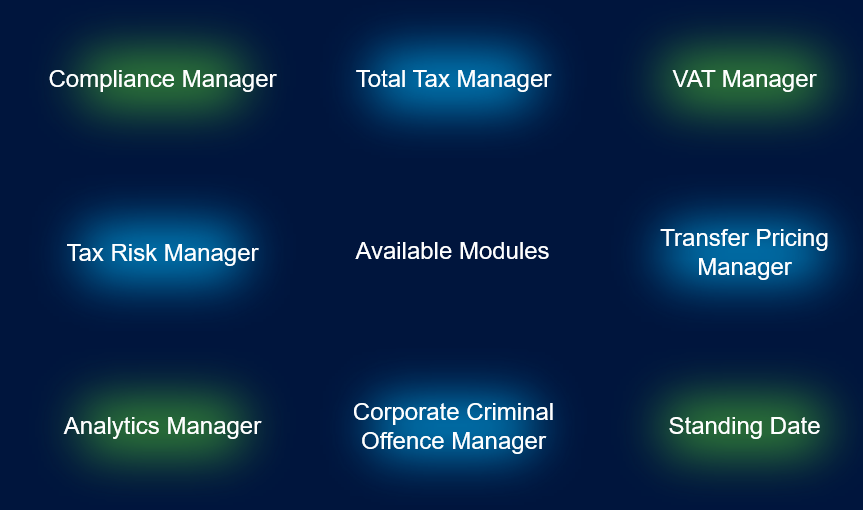 Compliance Manager
Total Tax Manager
VAT Manager
Tax Risk Manager
Available Modules
Transfer Pricing
Manager
Analytics Manager
Corporate Criminal
Offence Manager
Standing Date